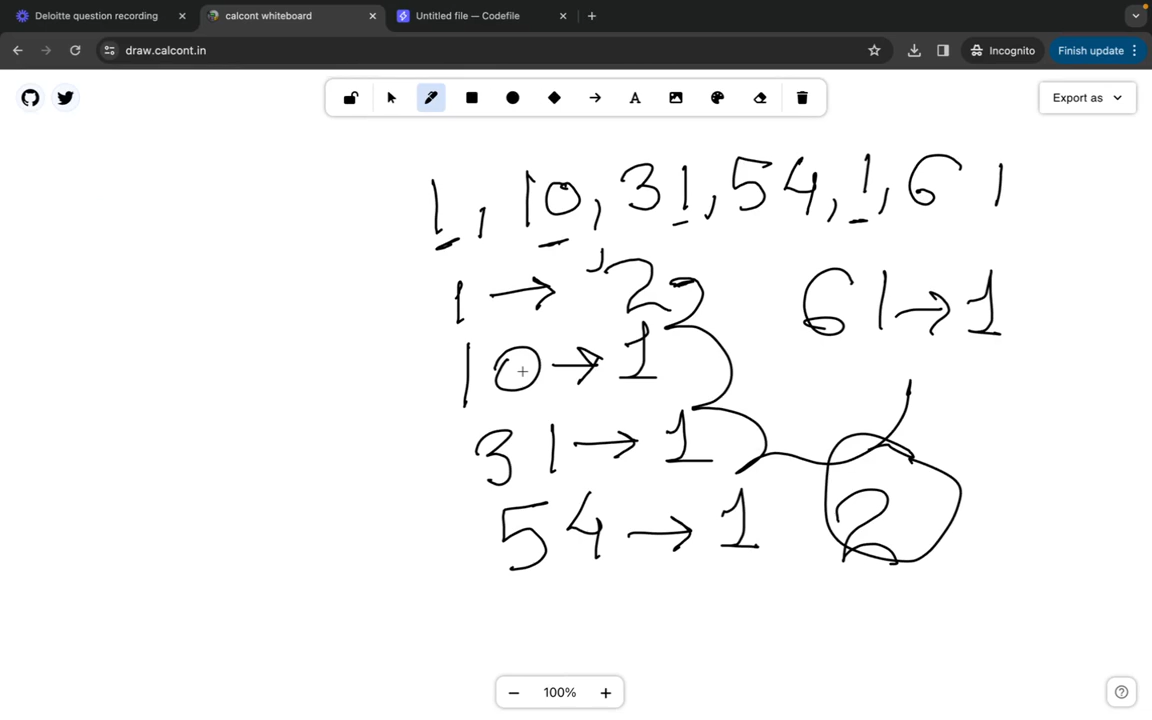 Deloitte question recording
calcont whiteboard
Untitled file — Codefile
draw.calcont.in
Incognito
Finish update
A
Export as
1, 10, 31, 54, 1, 61
1 → 2
61 → 1
10 → 1
31 → 1
54 → 1
2
100%